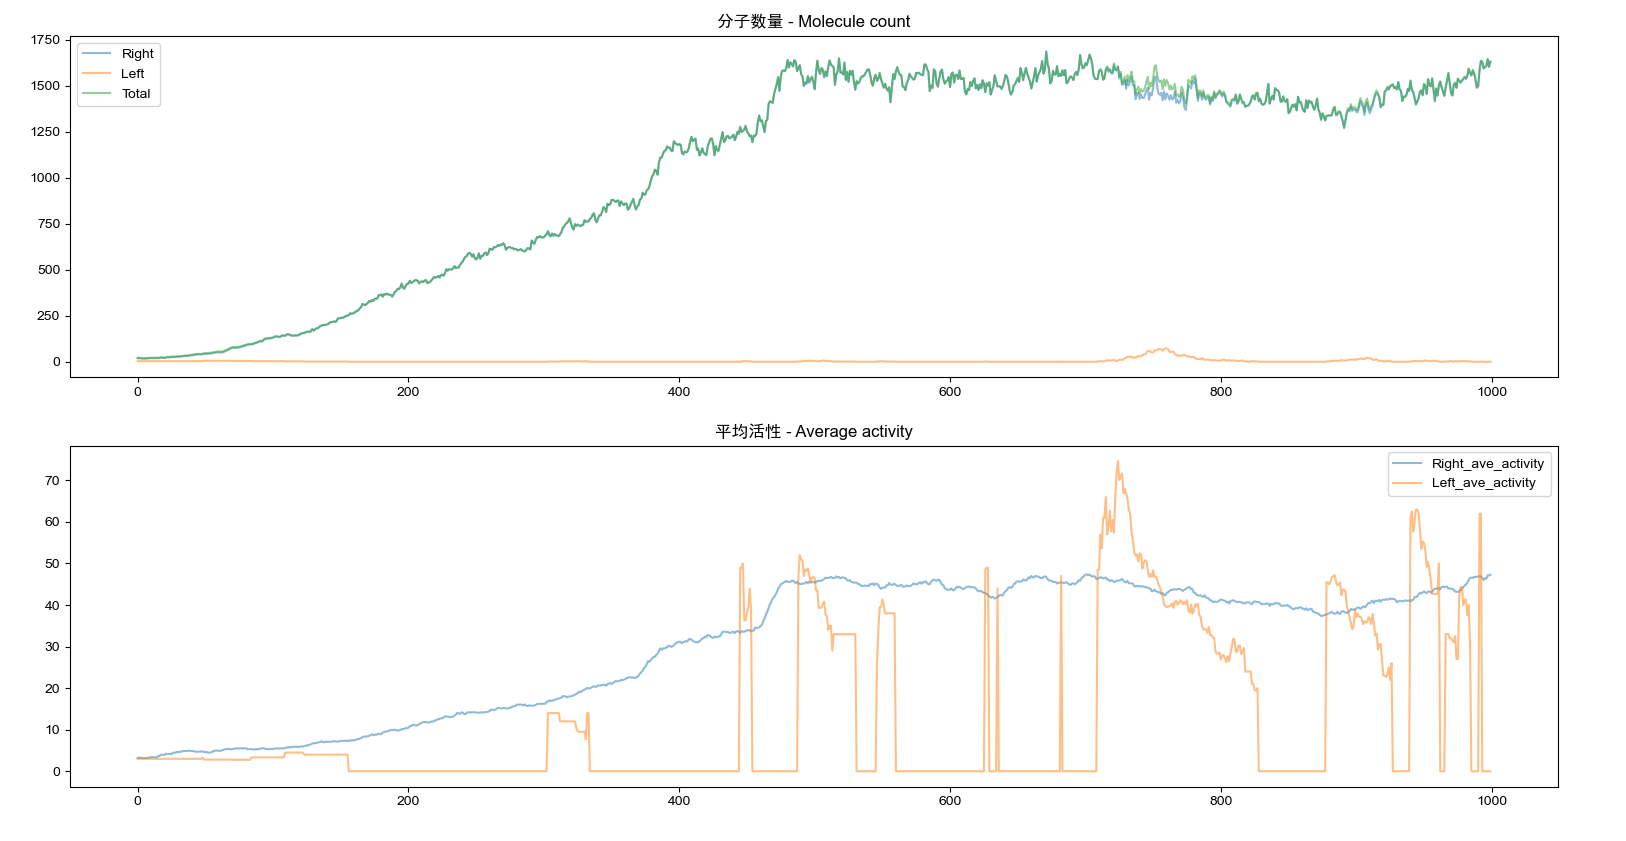 分子数量 - Molecule count
1750
1500
1250
1000
750
500
250
0
Right
Left
Total
0 200 400 600 800 1000
平均活性 - Average activity
70
60
50
40
30
20
10
0
Right_ave_activity
Left_ave_activity
0 200 400 600 800 1000